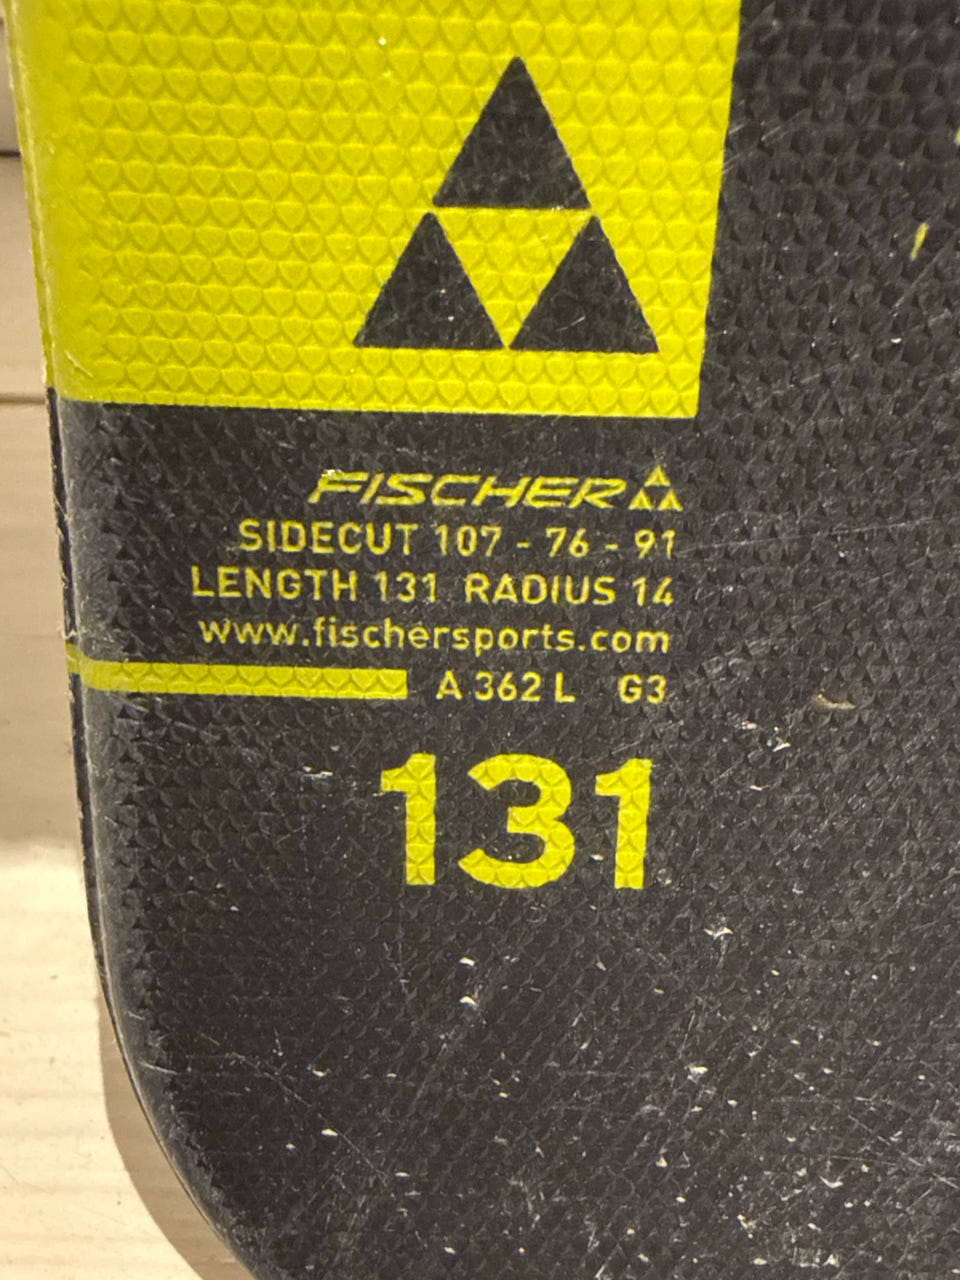 FISCHER
SIDECUT 107 - 76 - 91
LENGTH 131 RADIUS 14
www.fischersports.com
A 362 L G3
131